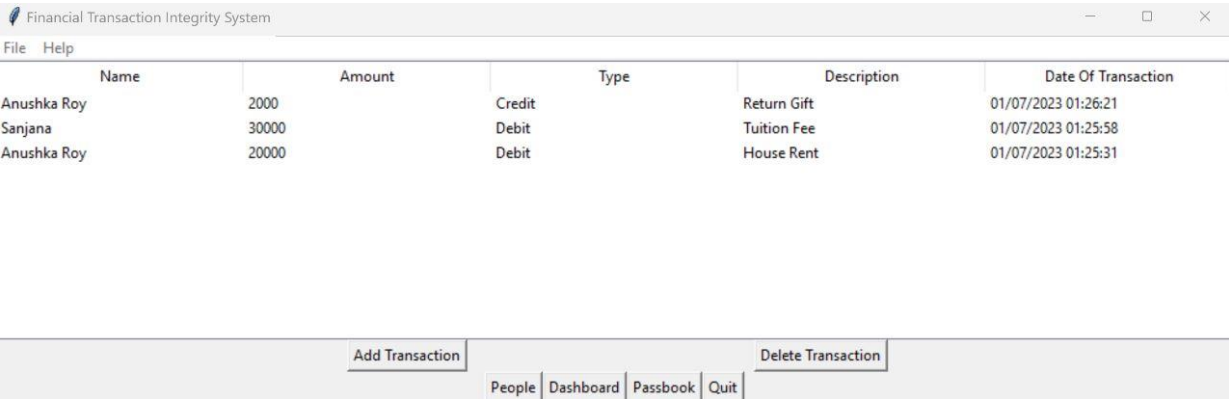 Financial Transaction Integrity System
File Help
Name Amount Type Description Date Of Transaction
Anushka Roy 2000 Credit Return Gift 01/07/2023 01:26:21
Sanjana 30000 Debit Tuition Fee 01/07/2023 01:25:58
Anushka Roy 20000 Debit House Rent 01/07/2023 01:25:31
Add Transaction Delete Transaction
People Dashboard Passbook Quit